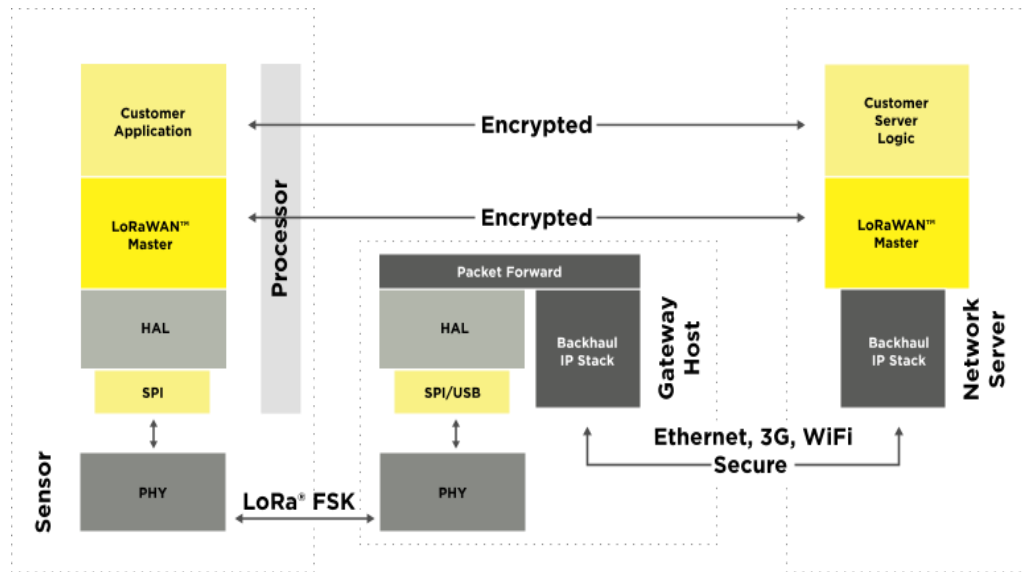 Customer
Application
LoRaWAN™
Master
HAL
SPI
PHY
Sensor
Processor
Encrypted
Encrypted
Packet Forward
HAL
SPI/USB
PHY
Backhaul
IP Stack
Gateway
Host
LoRa® FSK
Ethernet, 3G, WiFi
Secure
Customer
Server
Logic
LoRaWAN™
Master
Backhaul
IP Stack
Network
Server